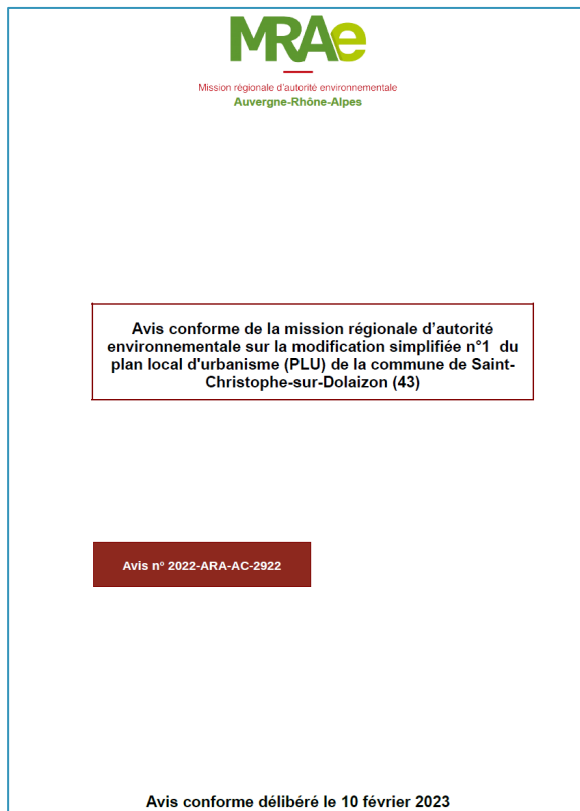 MRAe
Mission régionale d'autorité environnementale
Auvergne-Rhône-Alpes
Avis conforme de la mission régionale d'autorité
environnementale sur la modification simplifiée n°1 du
plan local d'urbanisme (PLU) de la commune de Saint-
Christophe-sur-Dolaizon (43)
Avis n° 2022-ARA-AC-2922
Avis conforme délibéré le 10 février 2023